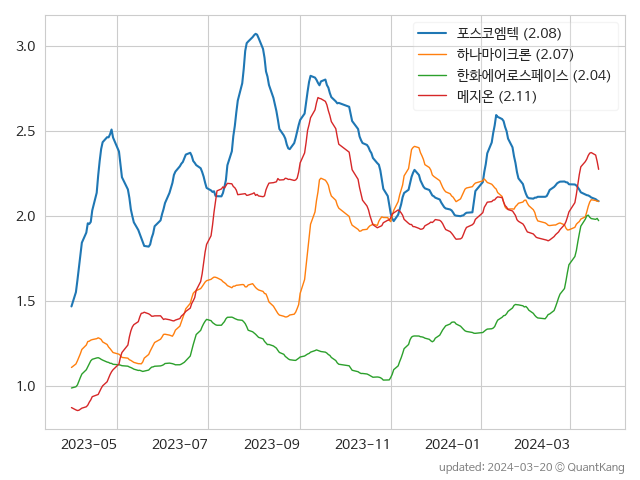 포스코엠텍 (2.08)
하나마이크론 (2.07)
한화에어로스페이스 (2.04)
메지온 (2.11)
3.0
2.5
2.0
1.5
1.0
2023-05 2023-07 2023-09 2023-11 2024-01 2024-03
updated: 2024-03-20 © QuantKang